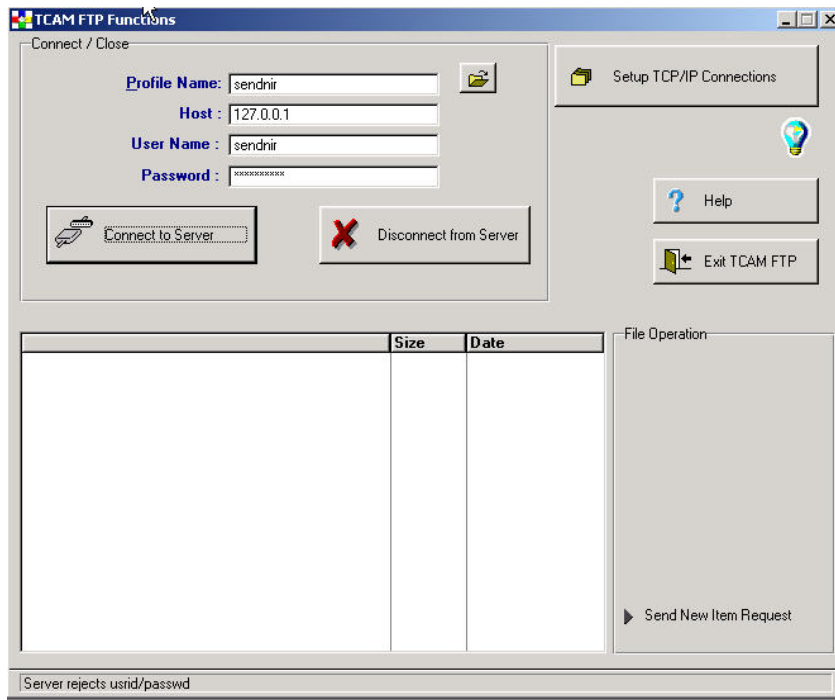 TCAM FTP Functions
Connect / Close
Profile Name: sendnir
Host : 127.0.0.1
User Name : sendnir
Password : **********
Connect to Server
Disconnect from Server
Setup TCP/IP Connections
Help
Exit TCAM FTP
Size Date
File Operation
Send New Item Request
Server rejects usrid/passwd